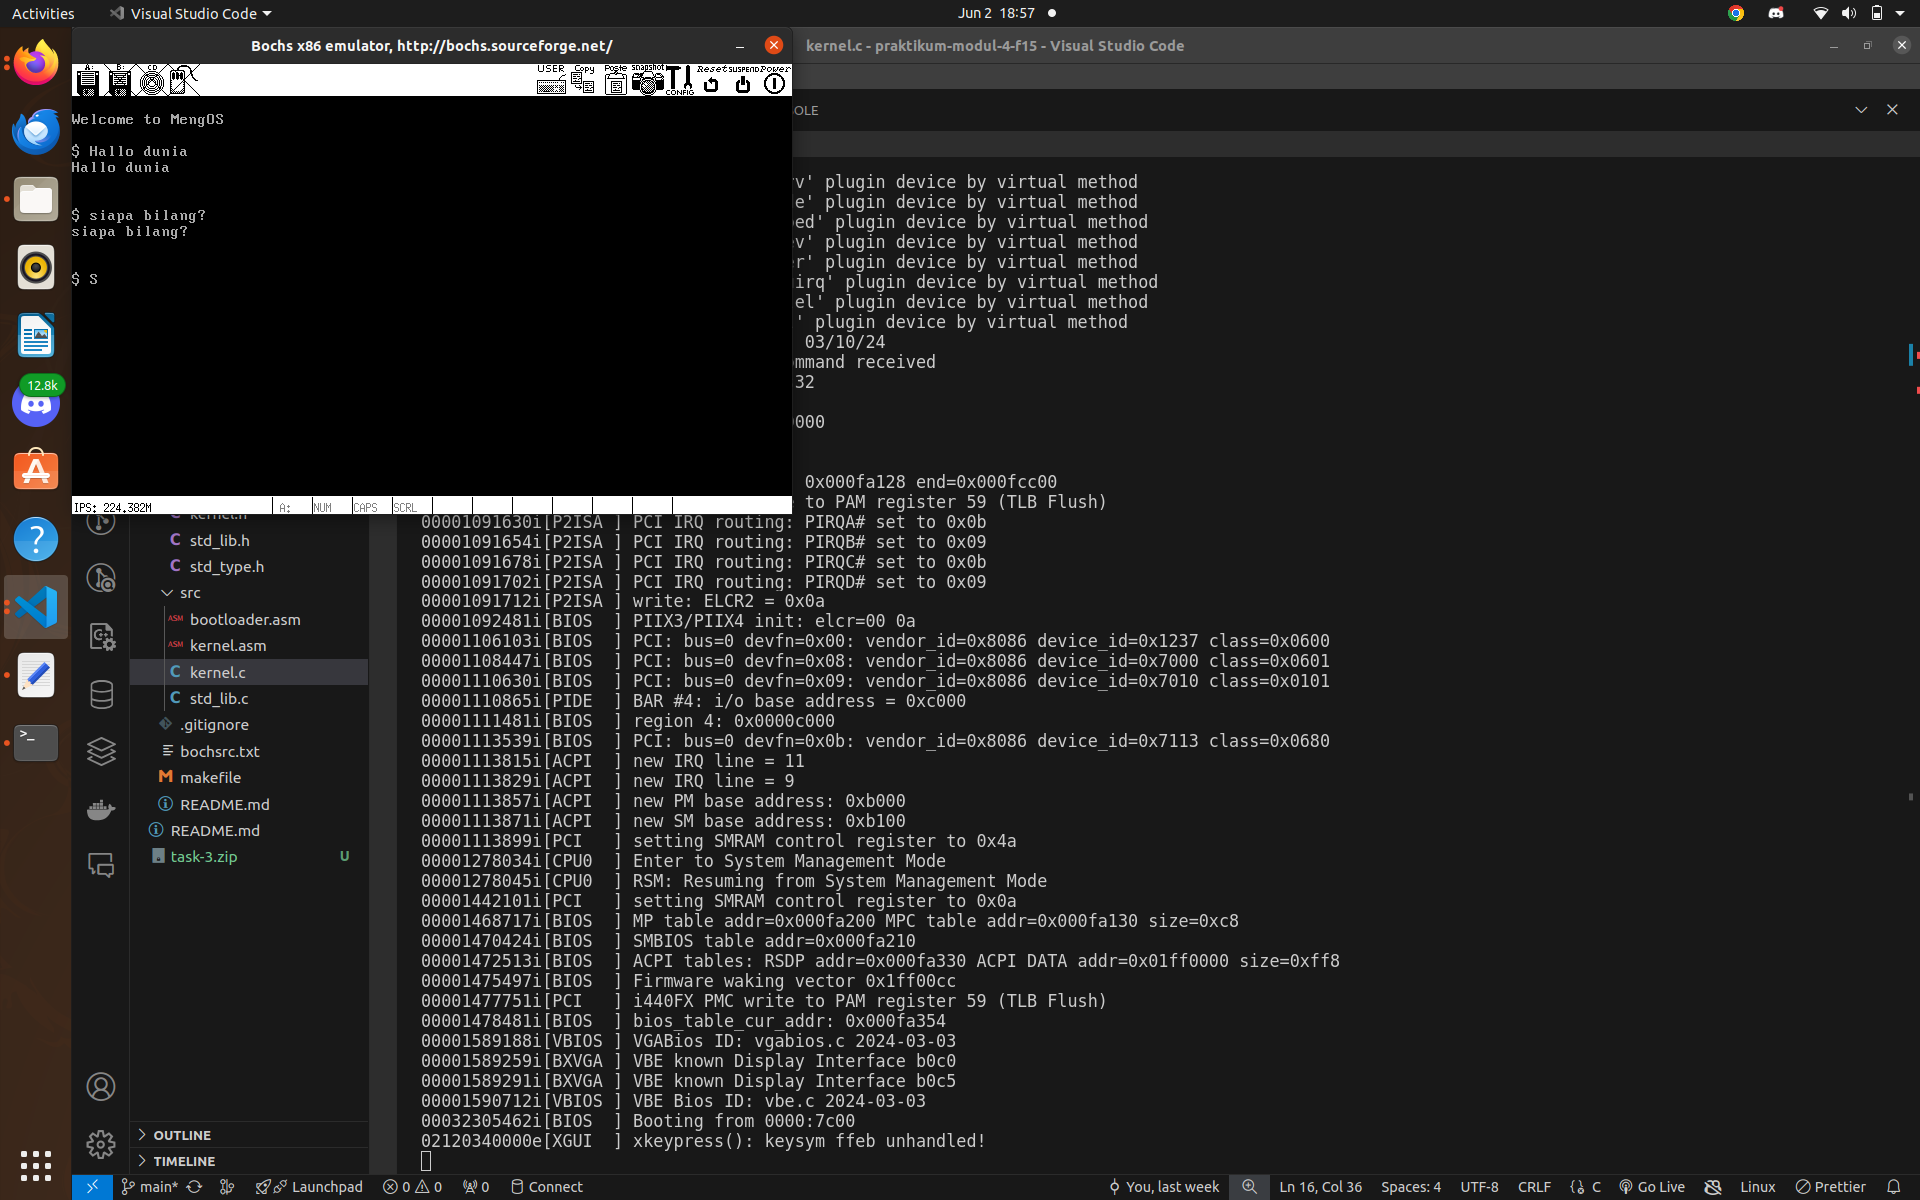 Activities
Visual Studio Code
Jun 2 18:57
Bochs x86 emulator, http://bochs.sourceforge.net/
kernel.c - praktikum-modul-4-f15 - Visual Studio Code
A:
B:
CD
USER
Copy
Paste
snapshot
CONFIG
Reset
SUSPEND
Power
Welcome to MengOS
$ Hallo dunia
Hallo dunia
$ siapa bilang?
siapa bilang?
$ S
IPS: 224.382M
A:
NUM
CAPS
SCRL
OLE
rv' plugin device by virtual method
e' plugin device by virtual method
ed' plugin device by virtual method
ev' plugin device by virtual method
er' plugin device by virtual method
irq' plugin device by virtual method
el' plugin device by virtual method
' plugin device by virtual method
03/10/24
mmand received
32
000
0x000fa128 end=0x000fcc00
to PAM register 59 (TLB Flush)
00001091630i[P2ISA ] PCI IRQ routing: PIRQA# set to 0x0b
00001091654i[P2ISA ] PCI IRQ routing: PIRQB# set to 0x09
00001091678i[P2ISA ] PCI IRQ routing: PIRQC# set to 0x0b
00001091702i[P2ISA ] PCI IRQ routing: PIRQD# set to 0x09
00001091712i[P2ISA ] write: ELCR2 = 0x0a
00001092481i[BIOS  ] PIIX3/PIIX4 init: elcr=00 0a
00001106103i[BIOS  ] PCI: bus=0 devfn=0x00: vendor_id=0x8086 device_id=0x1237 class=0x0600
00001108447i[BIOS  ] PCI: bus=0 devfn=0x08: vendor_id=0x8086 device_id=0x7000 class=0x0601
00001110630i[BIOS  ] PCI: bus=0 devfn=0x09: vendor_id=0x8086 device_id=0x7010 class=0x0101
00001110865i[PIDE  ] BAR #4: i/o base address = 0xc000
00001111481i[BIOS  ] region 4: 0x0000c000
00001113539i[BIOS  ] PCI: bus=0 devfn=0x0b: vendor_id=0x8086 device_id=0x7113 class=0x0680
00001113815i[ACPI  ] new IRQ line = 11
00001113829i[ACPI  ] new IRQ line = 9
00001113857i[ACPI  ] new PM base address: 0xb000
00001113871i[ACPI  ] new SM base address: 0xb100
00001113899i[PCI   ] setting SMRAM control register to 0x4a
00001278034i[CPU0  ] Enter to System Management Mode
00001278045i[CPU0  ] RSM: Resuming from System Management Mode
00001442101i[PCI   ] setting SMRAM control register to 0x0a
00001468717i[BIOS  ] MP table addr=0x000fa200 MPC table addr=0x000fa130 size=0xc8
00001470424i[BIOS  ] SMBIOS table addr=0x000fa210
00001472513i[BIOS  ] ACPI tables: RSDP addr=0x000fa330 ACPI DATA addr=0x01ff0000 size=0xff8
00001475497i[BIOS  ] Firmware waking vector 0x1ff00cc
00001477751i[PCI   ] i440FX PMC write to PAM register 59 (TLB Flush)
00001478481i[BIOS  ] bios_table_cur_addr: 0x000fa354
00001589188i[VBIOS ] VGABios ID: vgabios.c 2024-03-03
00001589259i[BXVGA ] VBE known Display Interface b0c0
00001589291i[BXVGA ] VBE known Display Interface b0c5
00001590712i[VBIOS ] VBE Bios ID: vbe.c 2024-03-03
00032305462i[BIOS  ] Booting from 0000:7c00
02120340000e[XGUI  ] xkeypress(): keysym ffeb unhandled!
12.8k
C kernel.h
C std_lib.h
C std_type.h
src
ASM bootloader.asm
ASM kernel.asm
C kernel.c
C std_lib.c
.gitignore
bochsrc.txt
M makefile
README.md
README.md
task-3.zip U
OUTLINE
TIMELINE
main*
Launchpad
0
0
0
Connect
You, last week
Ln 16, Col 36
Spaces: 4
UTF-8
CRLF
C
Go Live
Linux
Prettier